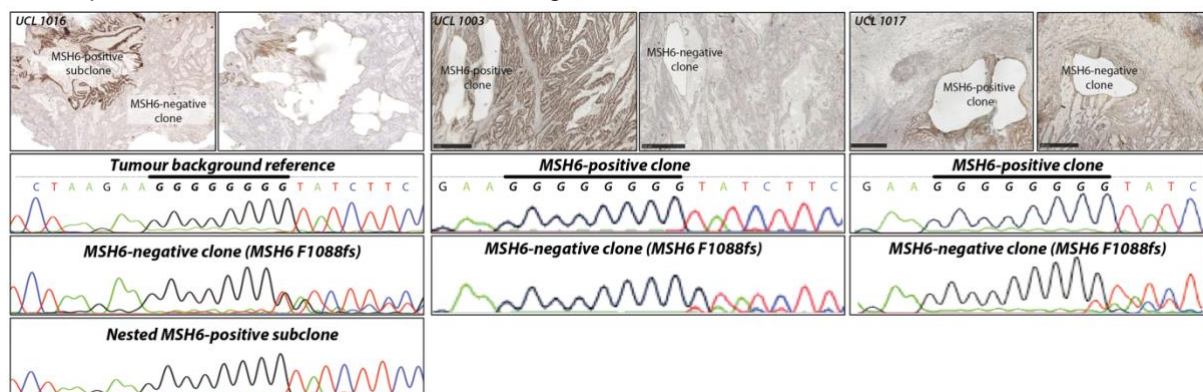 UCL 1016
MSH6-positive
subclone
MSH6-negative
clone
Tumour background reference
C T A A G A A G G G G G G G G T A T C T T C
MSH6-negative clone (MSH6 F1088fs)
Nested MSH6-positive subclone
UCL 1003
MSH6-positive
clone
MSH6-negative
clone
MSH6-positive clone
G A A G G G G G G G G T A T C T T C
MSH6-negative clone (MSH6 F1088fs)
UCL 1017
MSH6-positive
clone
MSH6-negative
clone
MSH6-positive clone
G A A G G G G G G G G T A T C
MSH6-negative clone (MSH6 F1088fs)